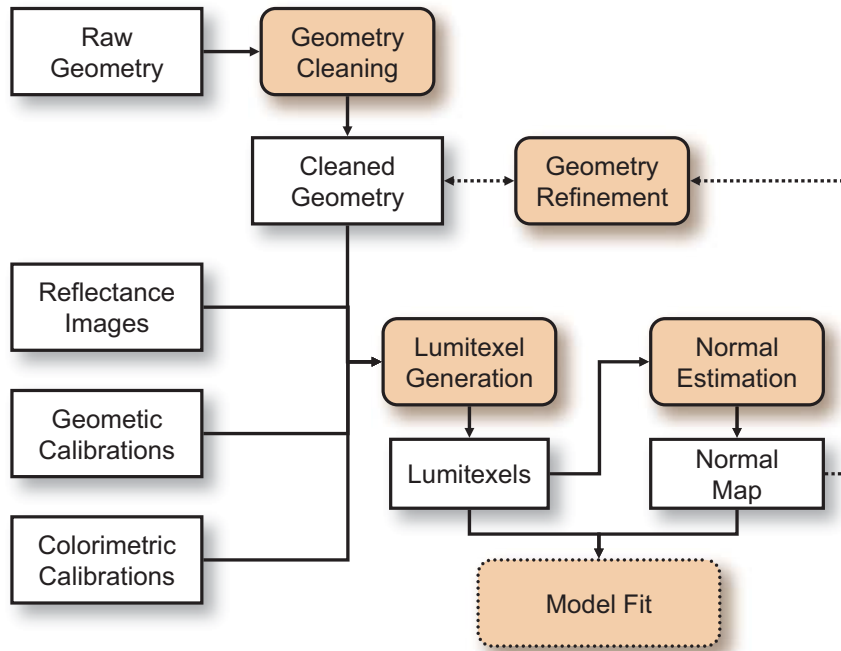 Raw
Geometry
Geometry
Cleaning
Cleaned
Geometry
Geometry
Refinement
Reflectance
Images
Lumitexel
Generation
Normal
Estimation
Geometic
Calibrations
Lumitexels
Normal
Map
Colorimetric
Calibrations
Model Fit